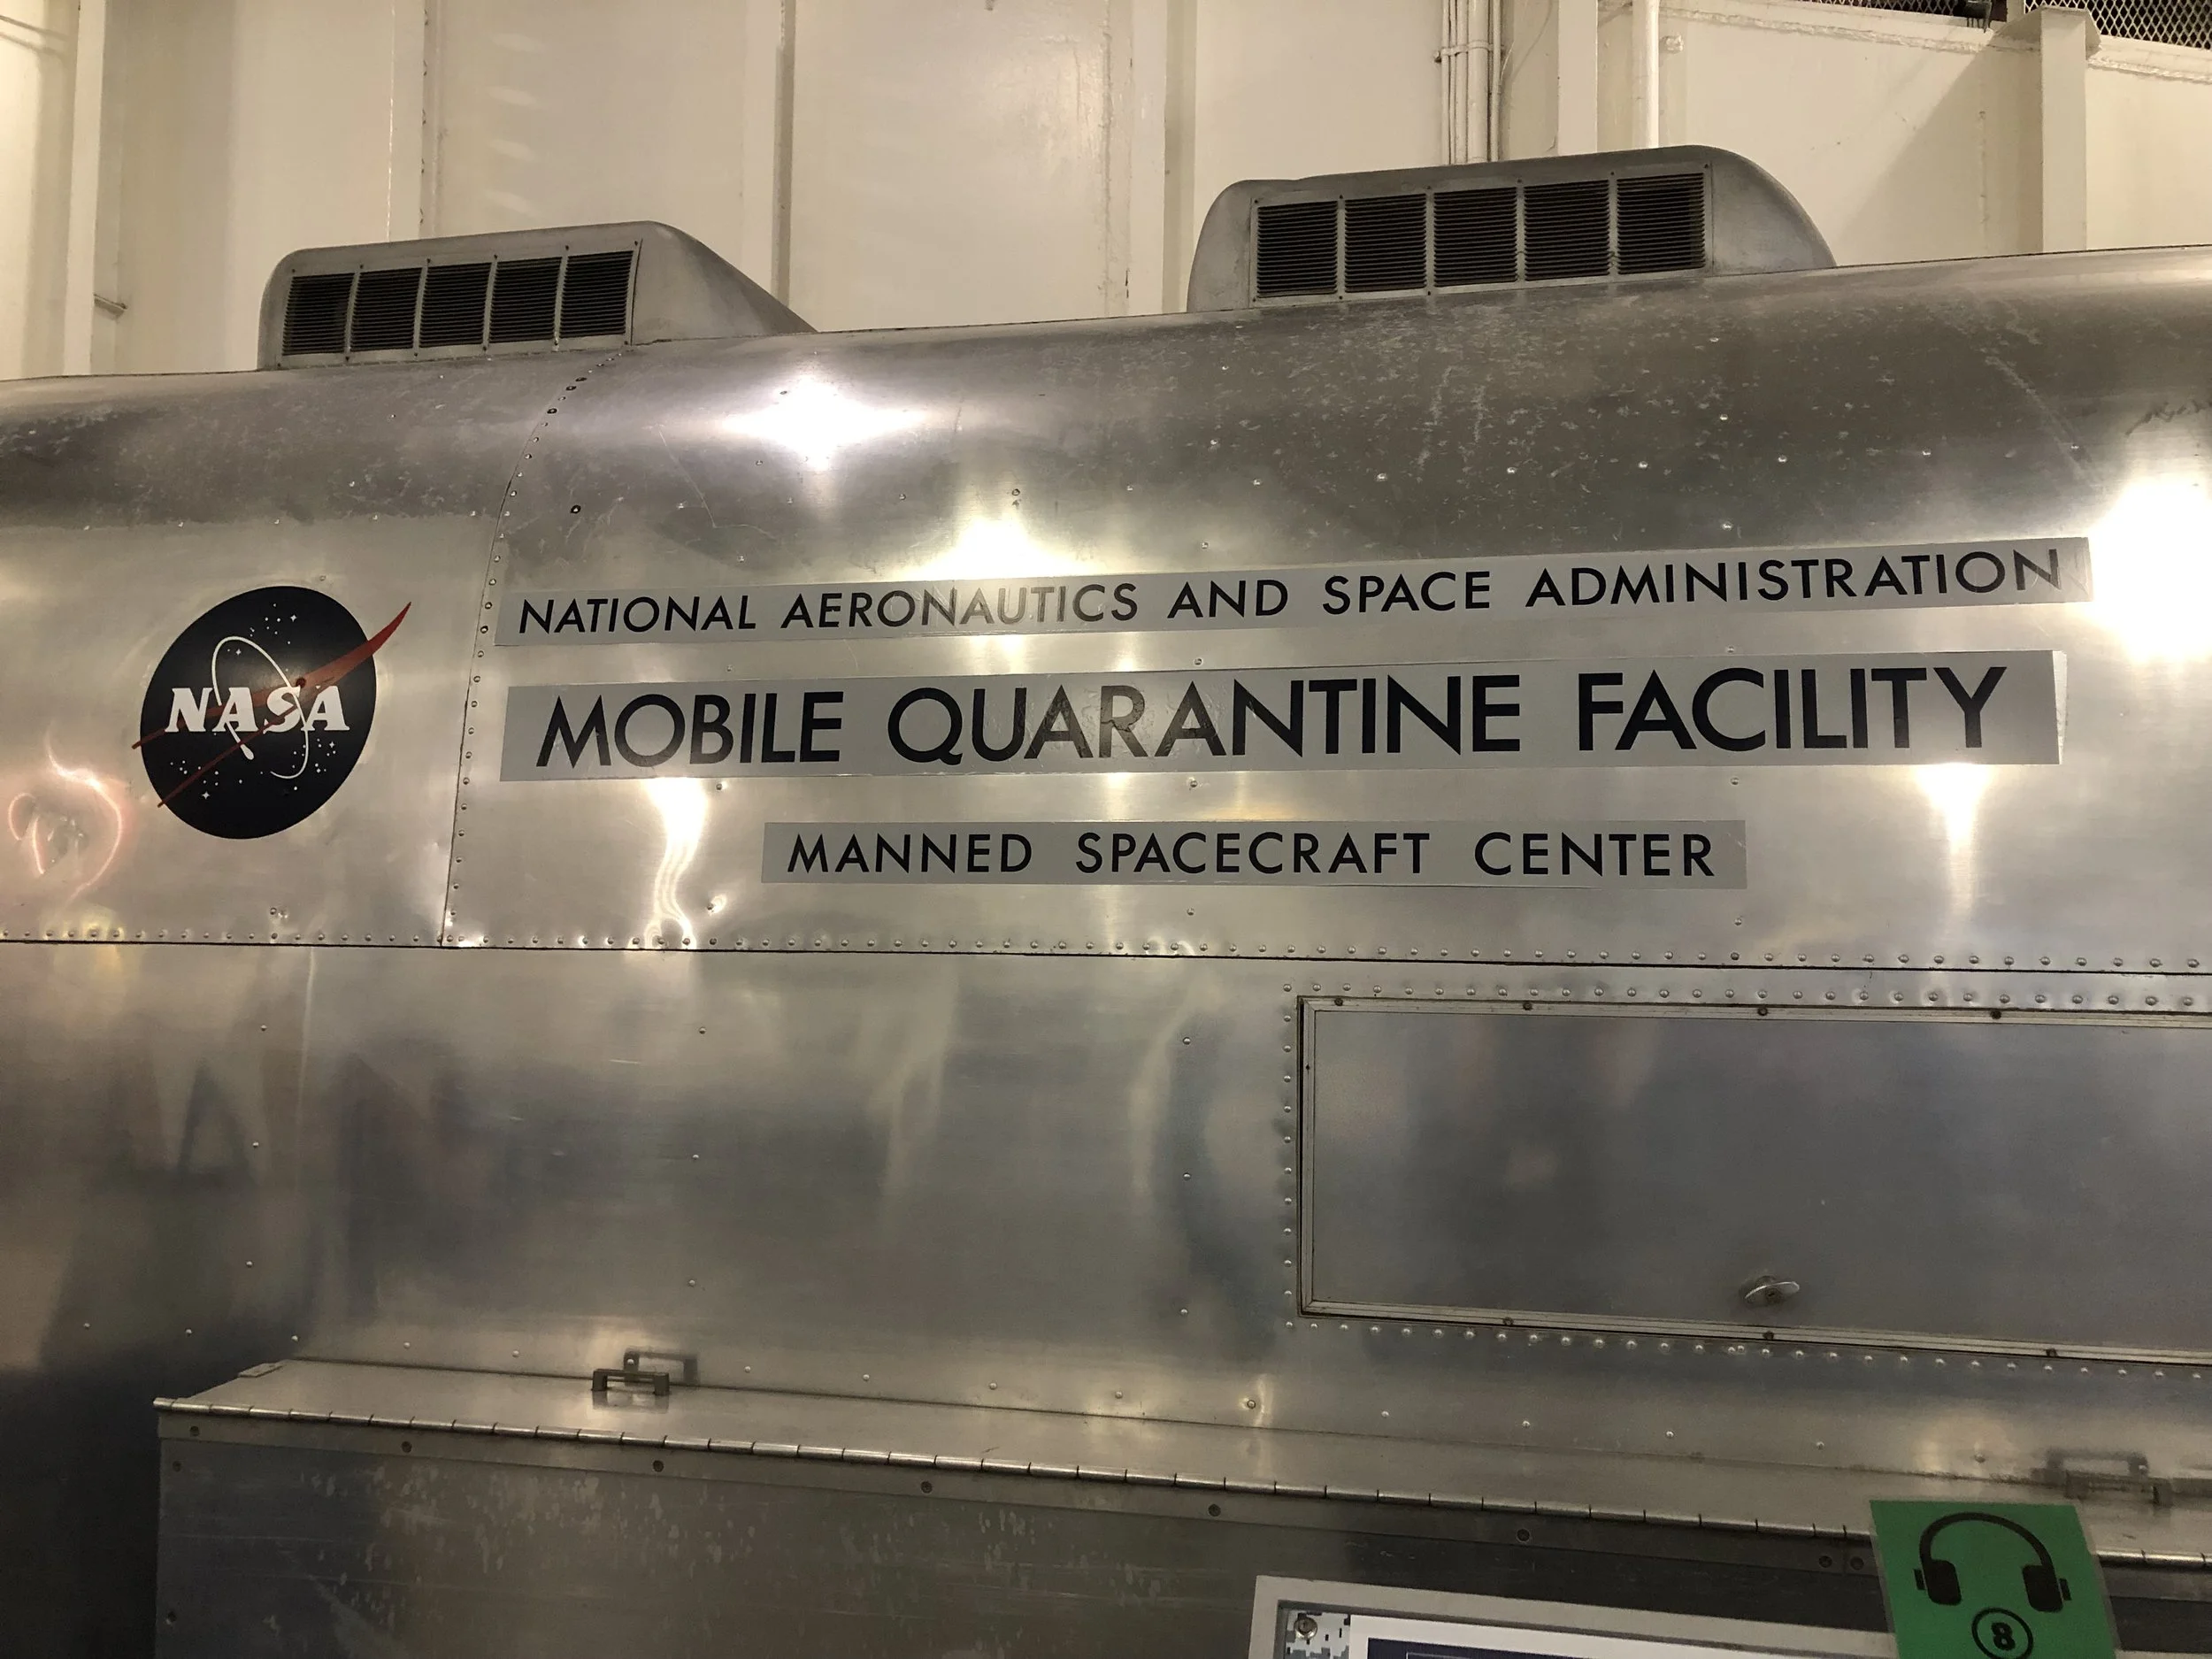 NASA
NATIONAL AERONAUTICS AND SPACE ADMINISTRATION
MOBILE QUARANTINE FACILITY
MANNED SPACECRAFT CENTER
8